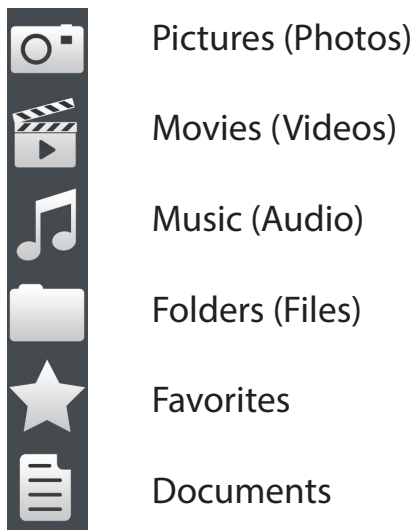 Pictures (Photos)
Movies (Videos)
Music (Audio)
Folders (Files)
Favorites
Documents